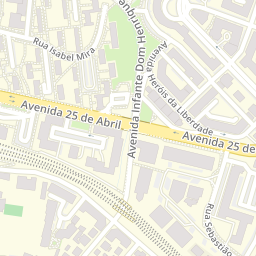 Rua Isabel Mira
Avenida Infante Dom Henrique
Avenida Heróis da Liberdade
Avenida 25 de Abril
Avenida 25 de
Rua Sebastião